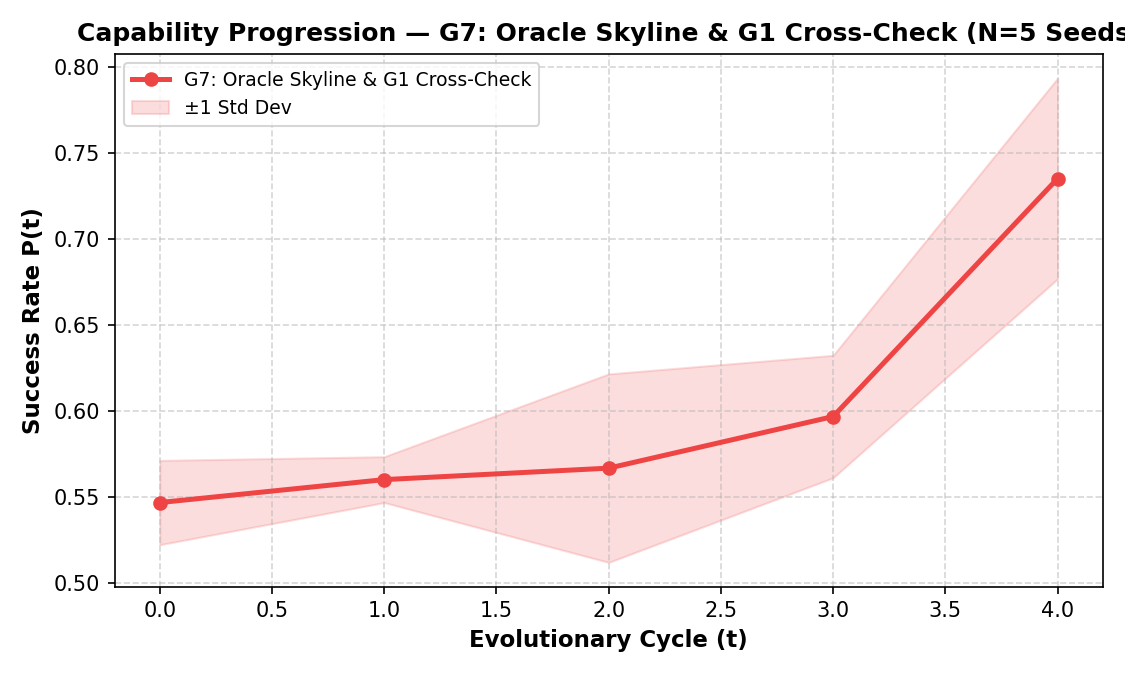 Capability Progression — G7: Oracle Skyline & G1 Cross-Check (N=5 Seeds
G7: Oracle Skyline & G1 Cross-Check
±1 Std Dev
Success Rate P(t)
0.80
0.75
0.70
0.65
0.60
0.55
0.50
0.0 0.5 1.0 1.5 2.0 2.5 3.0 3.5 4.0
Evolutionary Cycle (t)